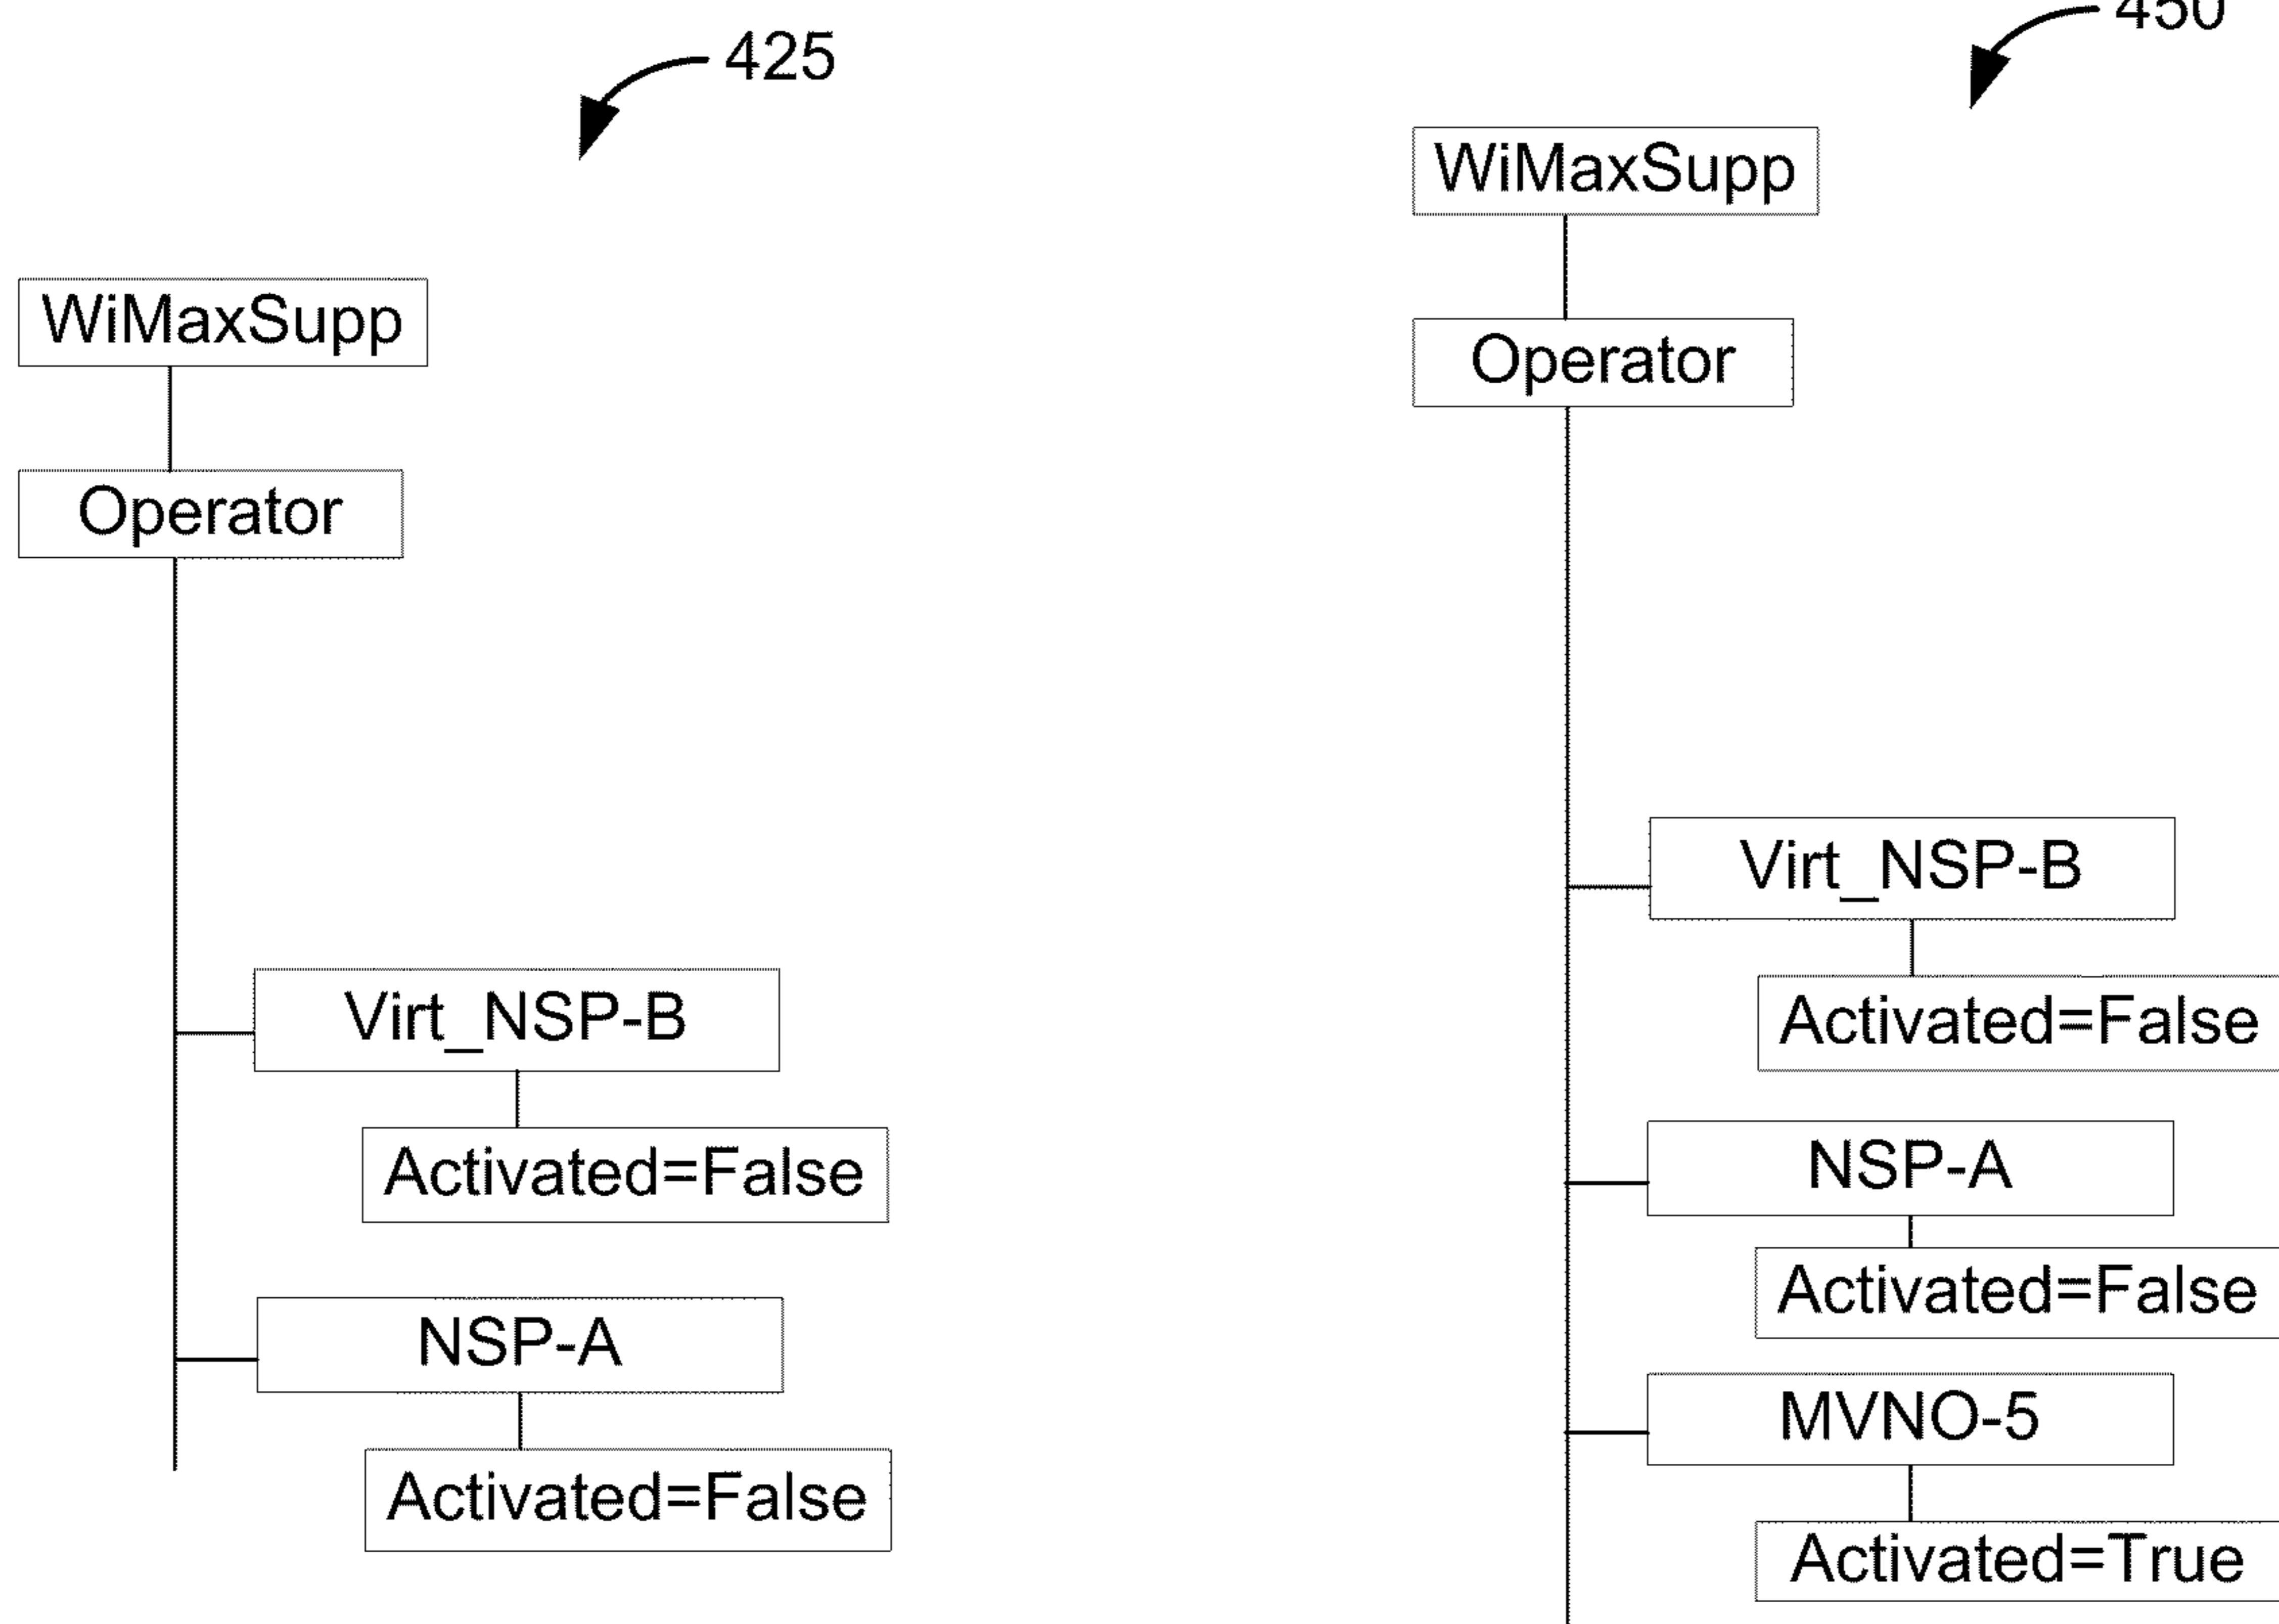 425
WiMaxSupp
Operator
Virt_NSP-B
Activated=False
NSP-A
Activated=False
450
WiMaxSupp
Operator
Virt_NSP-B
Activated=False
NSP-A
Activated=False
MVNO-5
Activated=True